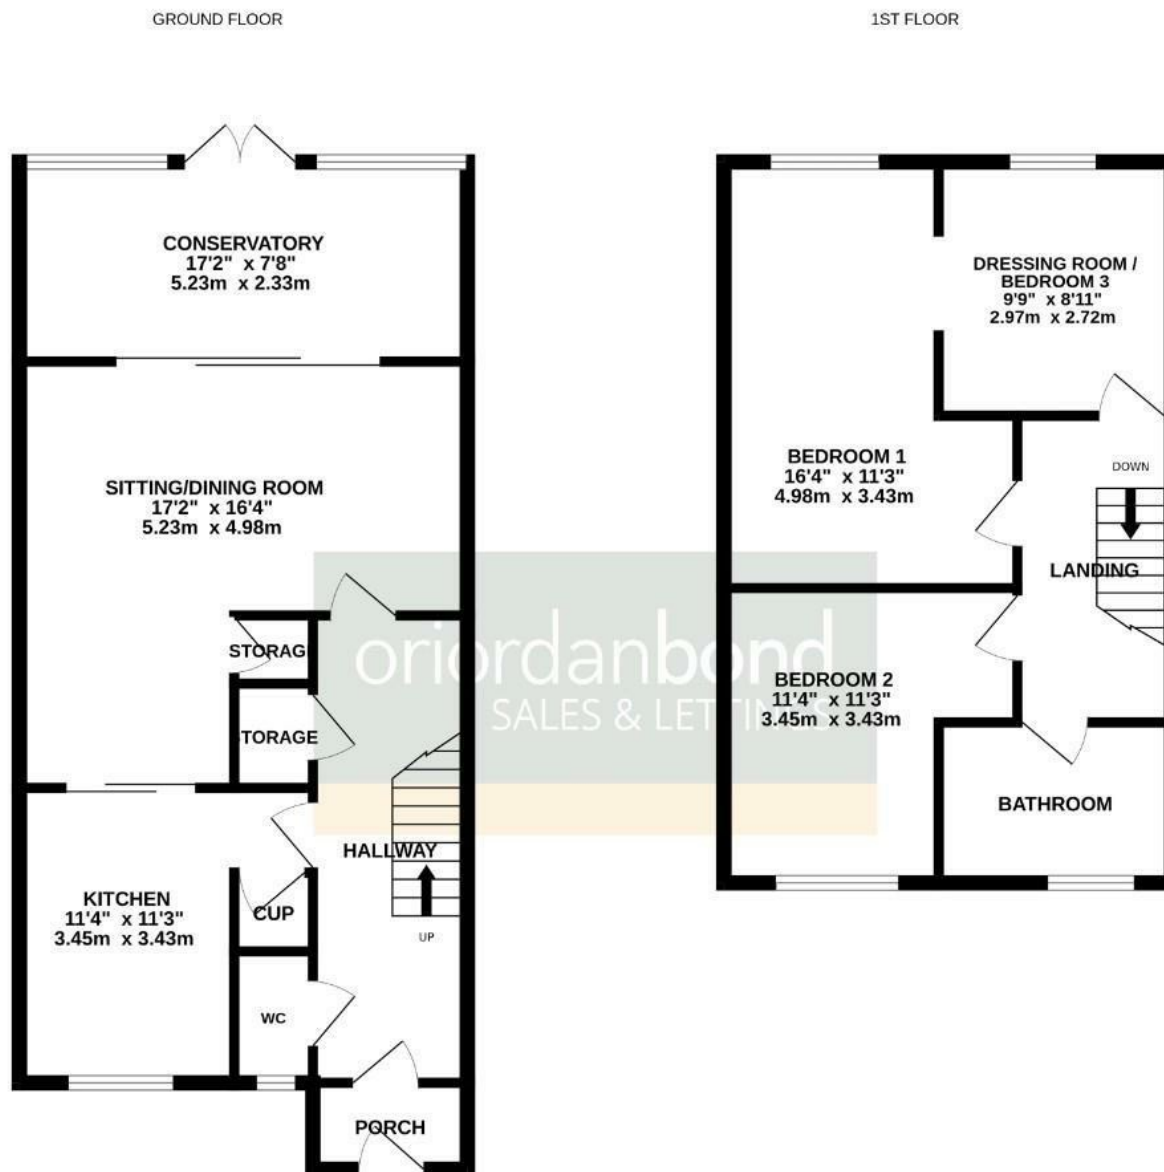 GROUND FLOOR
CONSERVATORY
17'2" x 7'8"
5.23m x 2.33m
SITTING/DINING ROOM
17'2" x 16'4"
5.23m x 4.98m
STORAG
TORAGE
HALLWAY
KITCHEN
11'4" x 11'3"
3.45m x 3.43m
CUP
UP
WC
PORCH
1ST FLOOR
DRESSING ROOM /
BEDROOM 3
9'9" x 8'11"
2.97m x 2.72m
BEDROOM 1
16'4" x 11'3"
4.98m x 3.43m
DOWN
LANDING
BEDROOM 2
11'4" x 11'3"
3.45m x 3.43m
BATHROOM
oriordanbond
SALES & LETTINGS